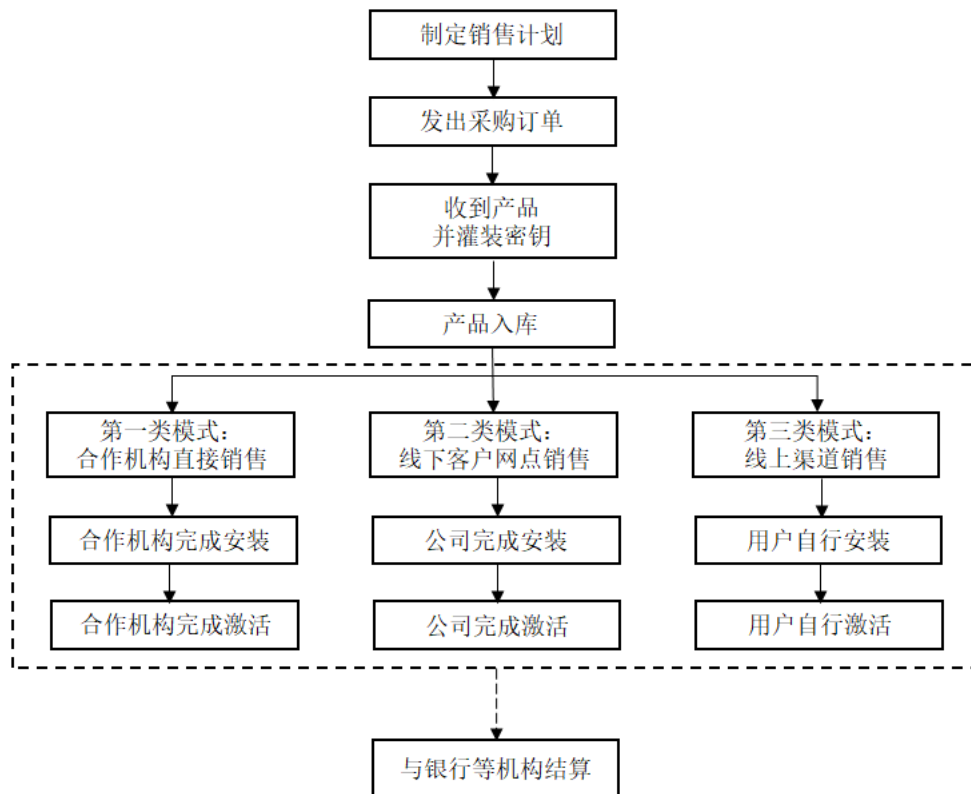 制定销售计划
发出采购订单
收到产品
并灌装密钥
产品入库
第一类模式：
合作机构直接销售
第二类模式：
线下客户网点销售
第三类模式：
线上渠道销售
合作机构完成安装
公司完成安装
用户自行安装
合作机构完成激活
公司完成激活
用户自行激活
与银行等机构结算